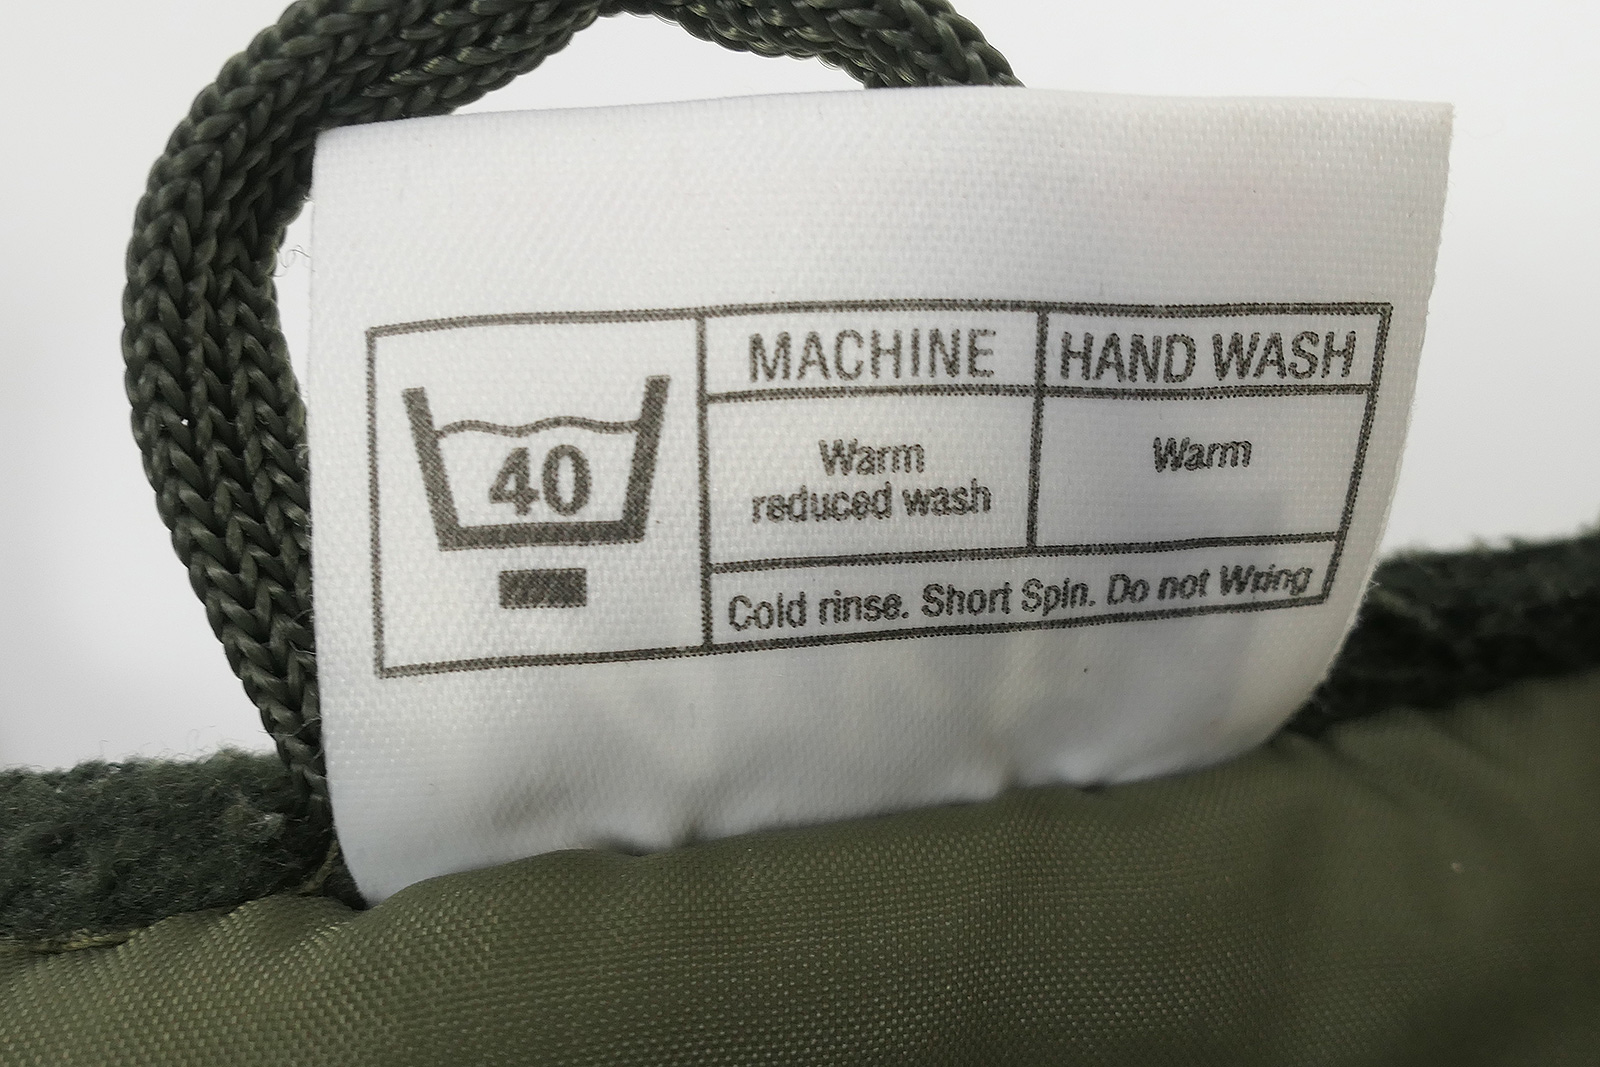 MACHINE HAND WASH
40
Warm
reduced wash
Warm
Cold rinse. Short Spin. Do not Wring